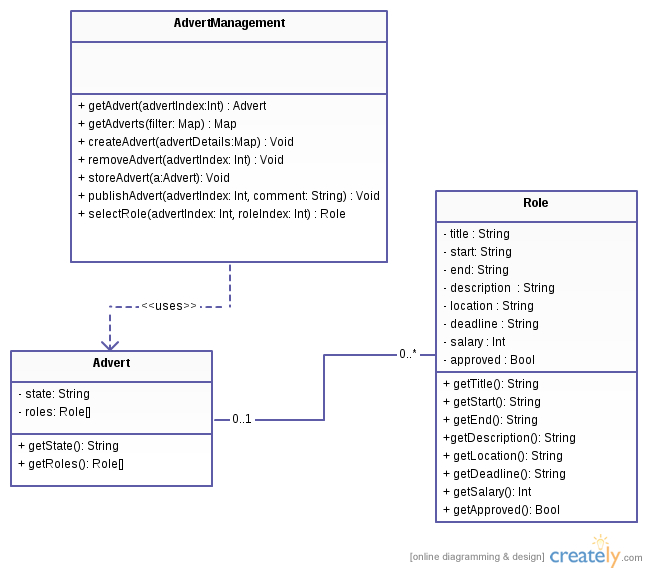 AdvertManagement
+ getAdvert(advertIndex:Int) : Advert
+ getAdverts(filter: Map) : Map
+ createAdvert(advertDetails:Map) : Void
+ removeAdvert(advertIndex: Int) : Void
+ storeAdvert(a:Advert): Void
+ publishAdvert(advertIndex: Int, comment: String) : Void
+ selectRole(advertIndex: Int, roleIndex: Int) : Role
<<uses>>
Advert
- state: String
- roles: Role[]
+ getState(): String
+ getRoles(): Role[]
0..1
0..*
Role
- title : String
- start: String
- end: String
- description : String
- location : String
- deadline : String
- salary : Int
- approved : Bool
+ getTitle(): String
+ getStart(): String
+ getEnd(): String
+getDescription(): String
+ getLocation(): String
+ getDeadline(): String
+ getSalary(): Int
+ getApproved(): Bool
[online diagramming & design] creately.com